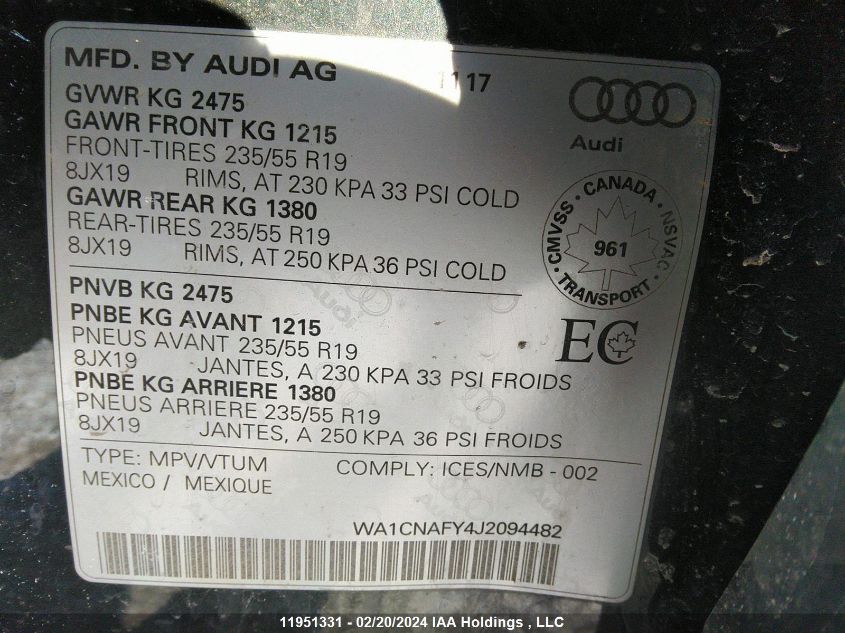 MFD. BY AUDI AG 11 17
GVWR KG 2475
GAWR FRONT KG 1215
FRONT-TIRES 235/55 R19
8JX19 RIMS, AT 230 KPA 33 PSI COLD
GAWR REAR KG 1380
REAR-TIRES 235/55 R19
8JX19 RIMS, AT 250 KPA 36 PSI COLD
Audi
CMVSS · CANADA · NSVAC · TRANSPORT ·
961
PNVB KG 2475
PNBE KG AVANT 1215
PNEUS AVANT 235/55 R19
8JX19 JANTES, A 230 KPA 33 PSI FROIDS
PNBE KG ARRIERE 1380
PNEUS ARRIERE 235/55 R19
8JX19 JANTES, A 250 KPA 36 PSI FROIDS
EC
Audi
TYPE: MPV/VTUM COMPLY: ICES/NMB - 002
MEXICO / MEXIQUE
WA1CNAFY4J2094482
11951331 - 02/20/2024 IAA Holdings , LLC